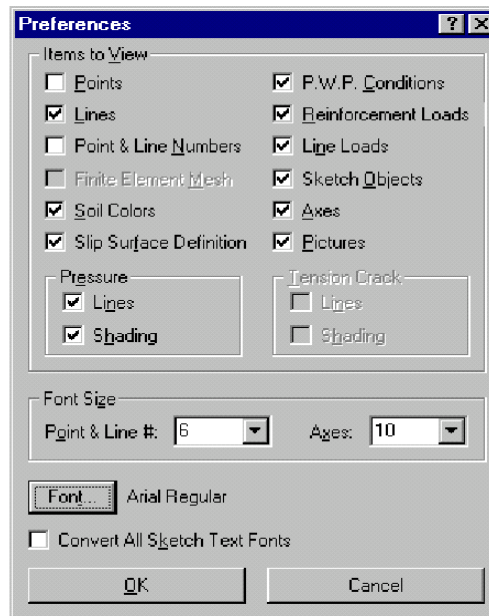 Preferences
Items to View
Points
P.W.P. Conditions
Lines
Reinforcement Loads
Point & Line Numbers
Line Loads
Finite Element Mesh
Sketch Objects
Soil Colors
Axes
Slip Surface Definition
Pictures
Pressure
Lines
Shading
Tension Crack
Lines
Shading
Font Size
Point & Line #: 6 Axes: 10
Font... Arial Regular
Convert All Sketch Text Fonts
OK Cancel